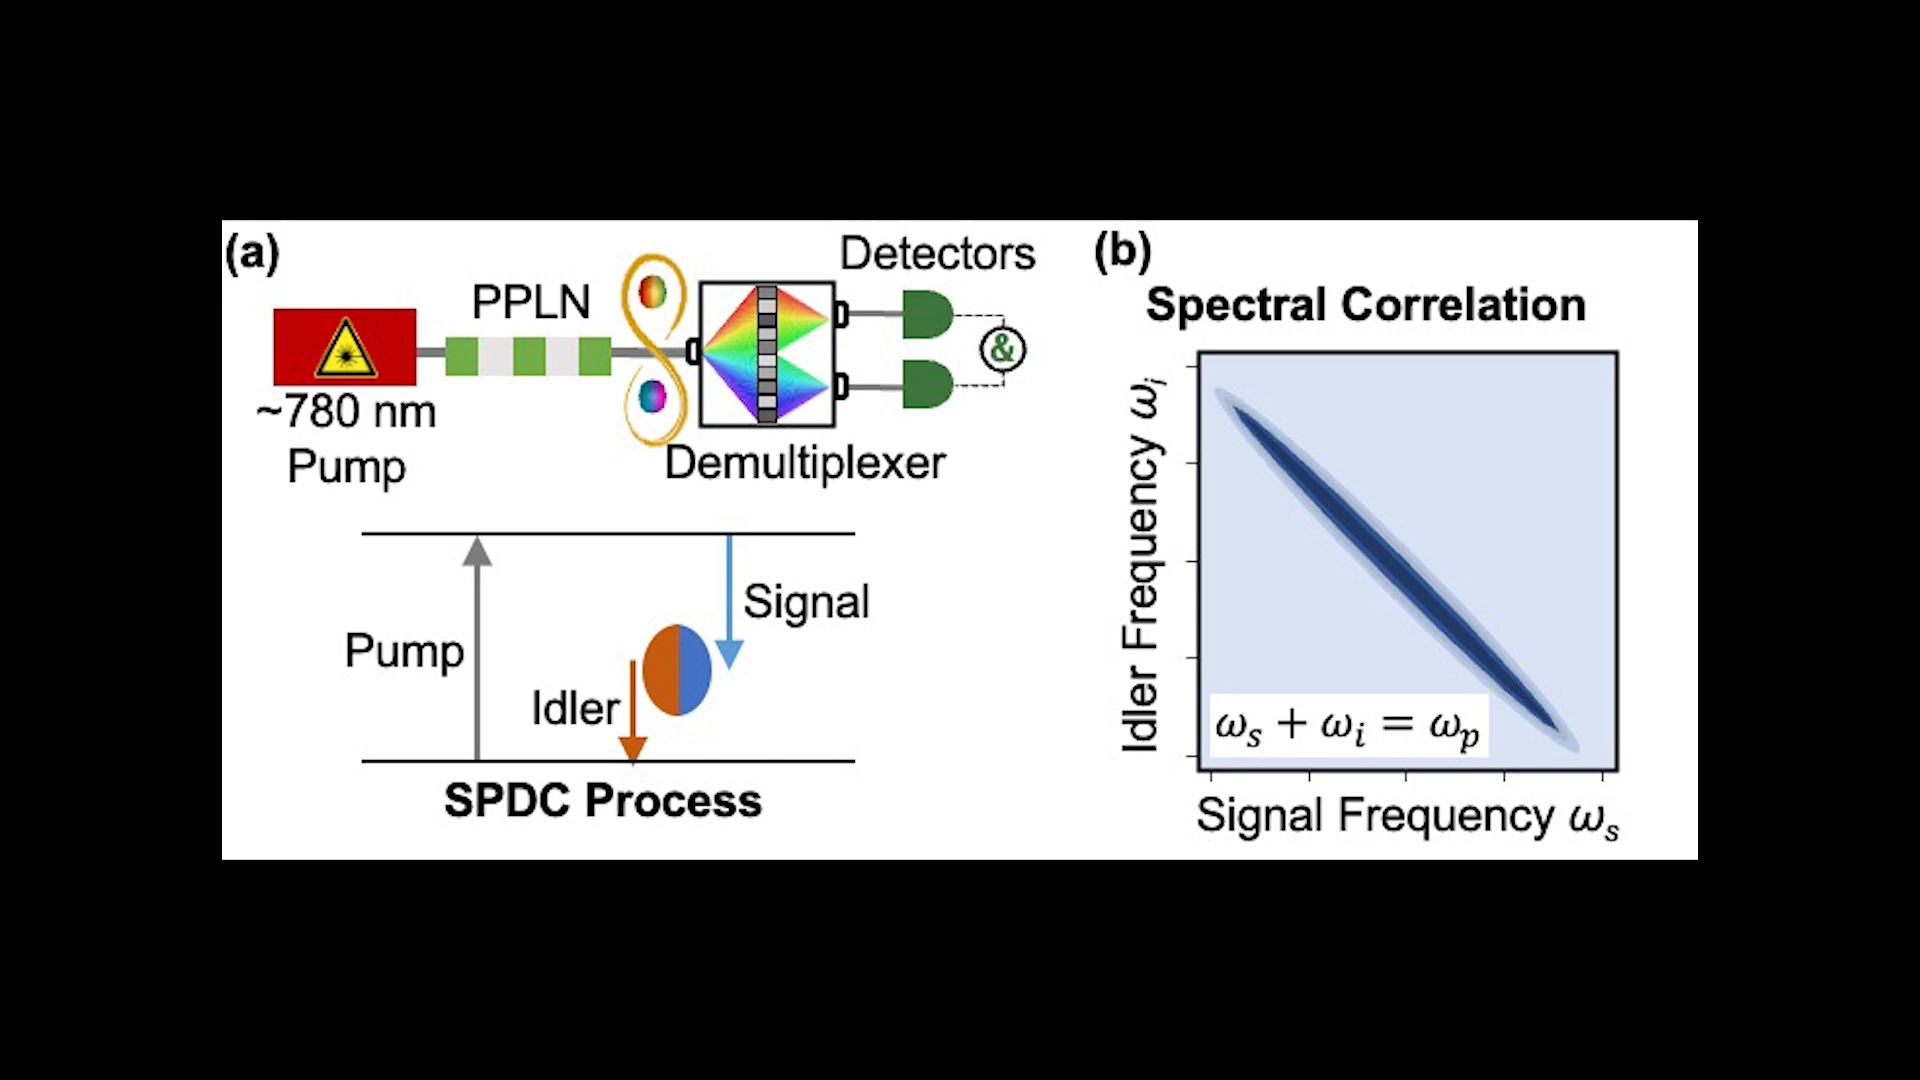 (a)
Detectors
PPLN
&
~780 nm
Pump
Demultiplexer
Signal
Pump
Idler
SPDC Process
(b)
Spectral Correlation
Idler Frequency ωᵢ
ωₛ + ωᵢ = ωₚ
Signal Frequency ωₛ